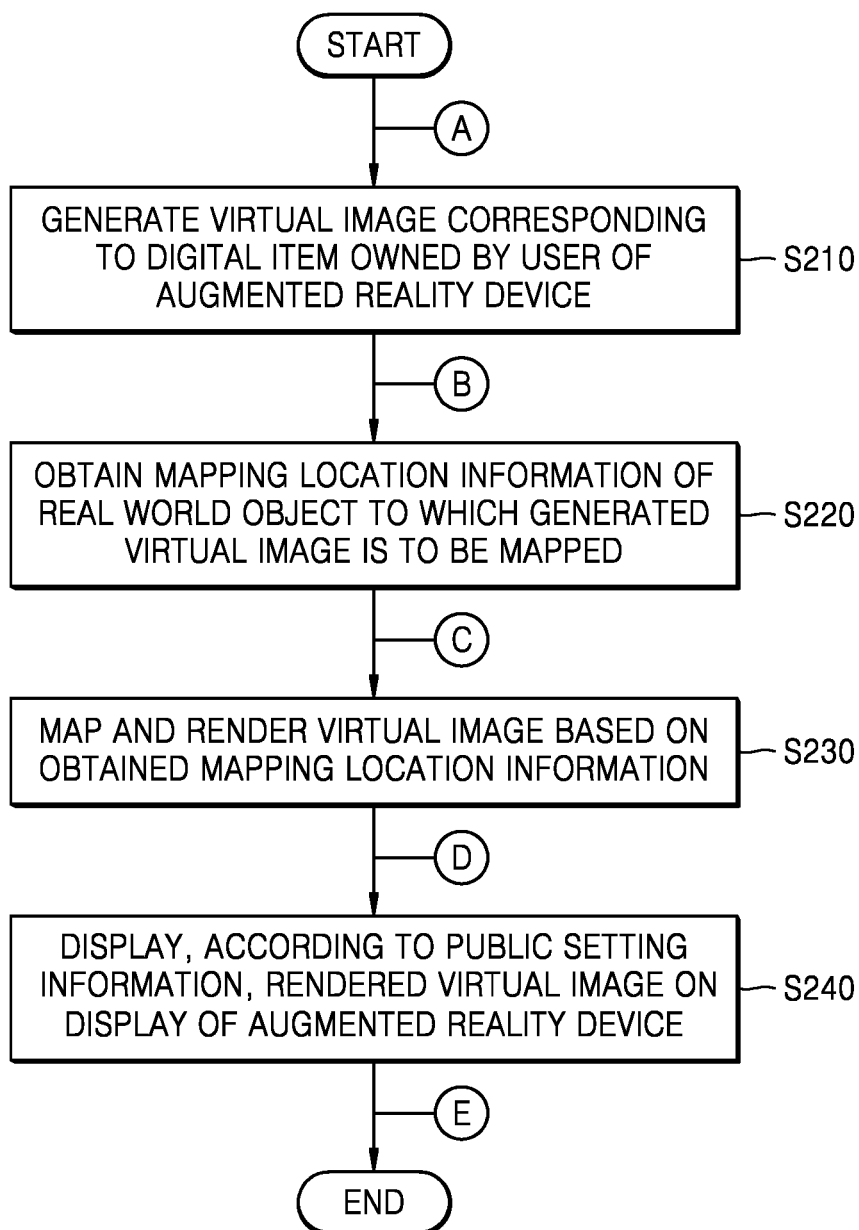 START
A
GENERATE VIRTUAL IMAGE CORRESPONDING
TO DIGITAL ITEM OWNED BY USER OF
AUGMENTED REALITY DEVICE
S210
B
OBTAIN MAPPING LOCATION INFORMATION OF
REAL WORLD OBJECT TO WHICH GENERATED
VIRTUAL IMAGE IS TO BE MAPPED
S220
C
MAP AND RENDER VIRTUAL IMAGE BASED ON
OBTAINED MAPPING LOCATION INFORMATION
S230
D
DISPLAY, ACCORDING TO PUBLIC SETTING
INFORMATION, RENDERED VIRTUAL IMAGE ON
DISPLAY OF AUGMENTED REALITY DEVICE
S240
E
END